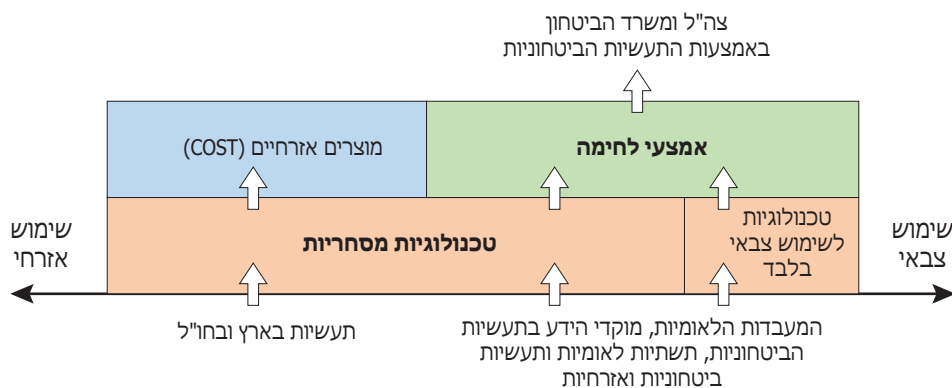 צה"ל ומשרד הביטחון
באמצעות התעשיות הביטחוניות
אמצעי לחימה
מוצרים אזרחיים (COST)
שימוש
צבאי
טכנולוגיות
לשימוש צבאי
בלבד
טכנולוגיות מסחריות
שימוש
אזרחי
המעבדות הלאומיות, מוקדי הידע בתעשיות
הביטחוניות, תשתיות לאומיות ותעשיות
ביטחוניות ואזרחיות
תעשיות בארץ ובחו"ל